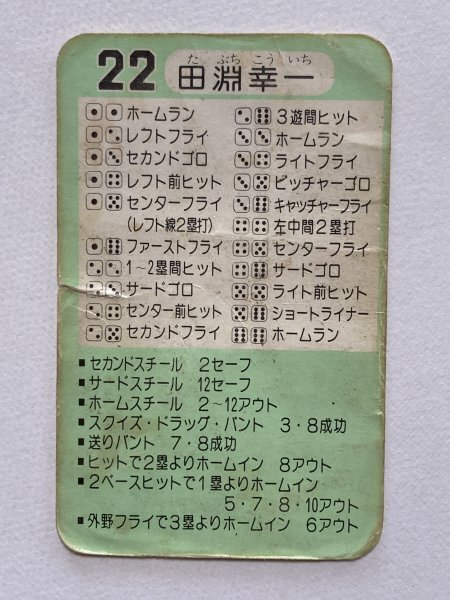 22 田淵幸一
た ぶち こう いち
ホームラン
レフトフライ
セカンドゴロ
レフト前ヒット
センターフライ
(レフト線2塁打)
ファーストフライ
1～2塁間ヒット
サードゴロ
センター前ヒット
セカンドフライ
3遊間ヒット
ホームラン
ライトフライ
ピッチャーゴロ
キャッチャーフライ
左中間2塁打
センターフライ
サードゴロ
ライト前ヒット
ショートライナー
ホームラン
■セカンドスチール 2セーフ
■サードスチール 12セーフ
■ホームスチール 2～12アウト
■スクイズ・ドラッグ・バント 3・8成功
■送りバント 7・8成功
■ヒットで2塁よりホームイン 8アウト
■2ベースヒットで1塁よりホームイン
5・7・8・10アウト
■外野フライで3塁よりホームイン 6アウト